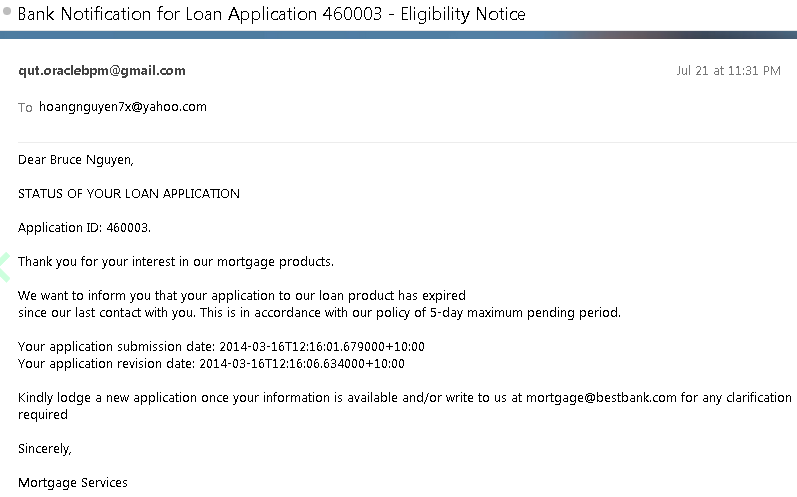 Bank Notification for Loan Application 460003 - Eligibility Notice
qut.oraclebpm@gmail.com
Jul 21 at 11:31 PM
To hoangnguyen7x@yahoo.com
Dear Bruce Nguyen,
STATUS OF YOUR LOAN APPLICATION
Application ID: 460003.
Thank you for your interest in our mortgage products.
We want to inform you that your application to our loan product has expired
since our last contact with you. This is in accordance with our policy of 5-day maximum pending period.
Your application submission date: 2014-03-16T12:16:01.679000+10:00
Your application revision date: 2014-03-16T12:16:06.634000+10:00
Kindly lodge a new application once your information is available and/or write to us at mortgage@bestbank.com for any clarification
required
Sincerely,
Mortgage Services